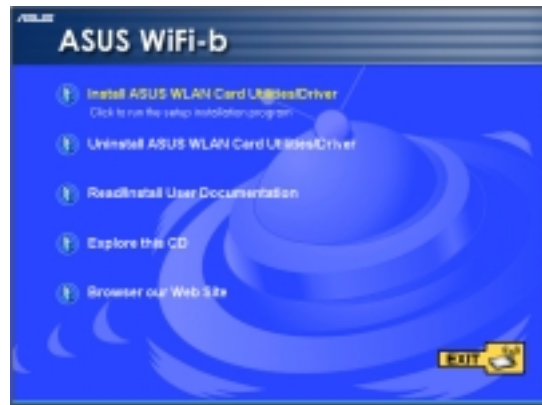 ASUS
ASUS WiFi-b
Install ASUS WLAN Card Utilities/Driver
Click to run the setup installation program
Uninstall ASUS WLAN Card Utilities/Driver
Read/Install User Documentation
Explore this CD
Browser our Web Site
EXIT